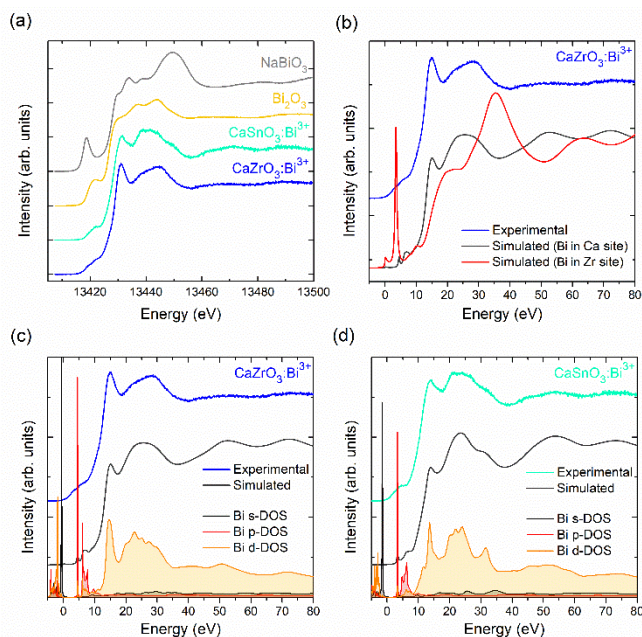 (a)
NaBiO₃
Bi₂O₃
CaSnO₃:Bi³⁺
CaZrO₃:Bi³⁺
Intensity (arb. units)
13420 13440 13460 13480 13500
Energy (eV)
(b)
CaZrO₃:Bi³⁺
Experimental
Simulated (Bi in Ca site)
Simulated (Bi in Zr site)
Intensity (arb. units)
0 10 20 30 40 50 60 70 80
Energy (eV)
(c)
CaZrO₃:Bi³⁺
Experimental
Simulated
Bi s-DOS
Bi p-DOS
Bi d-DOS
Intensity (arb. units)
0 10 20 30 40 50 60 70 80
Energy (eV)
(d)
CaSnO₃:Bi³⁺
Experimental
Simulated
Bi s-DOS
Bi p-DOS
Bi d-DOS
Intensity (arb. units)
0 10 20 30 40 50 60 70 80
Energy (eV)